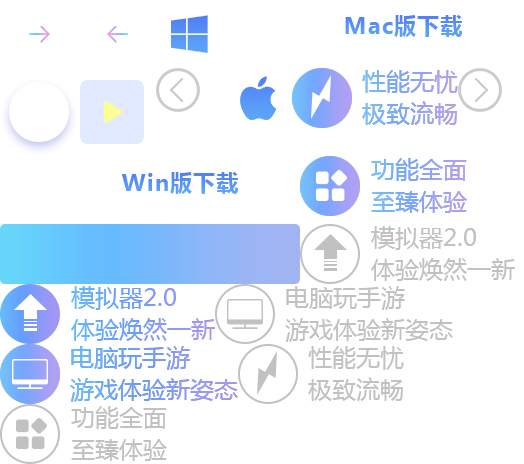 Mac版下载
性能无忧
极致流畅
Win版下载
功能全面
至臻体验
模拟器2.0
体验焕然一新
模拟器2.0
体验焕然一新
电脑玩手游
游戏体验新姿态
电脑玩手游
游戏体验新姿态
性能无忧
极致流畅
功能全面
至臻体验